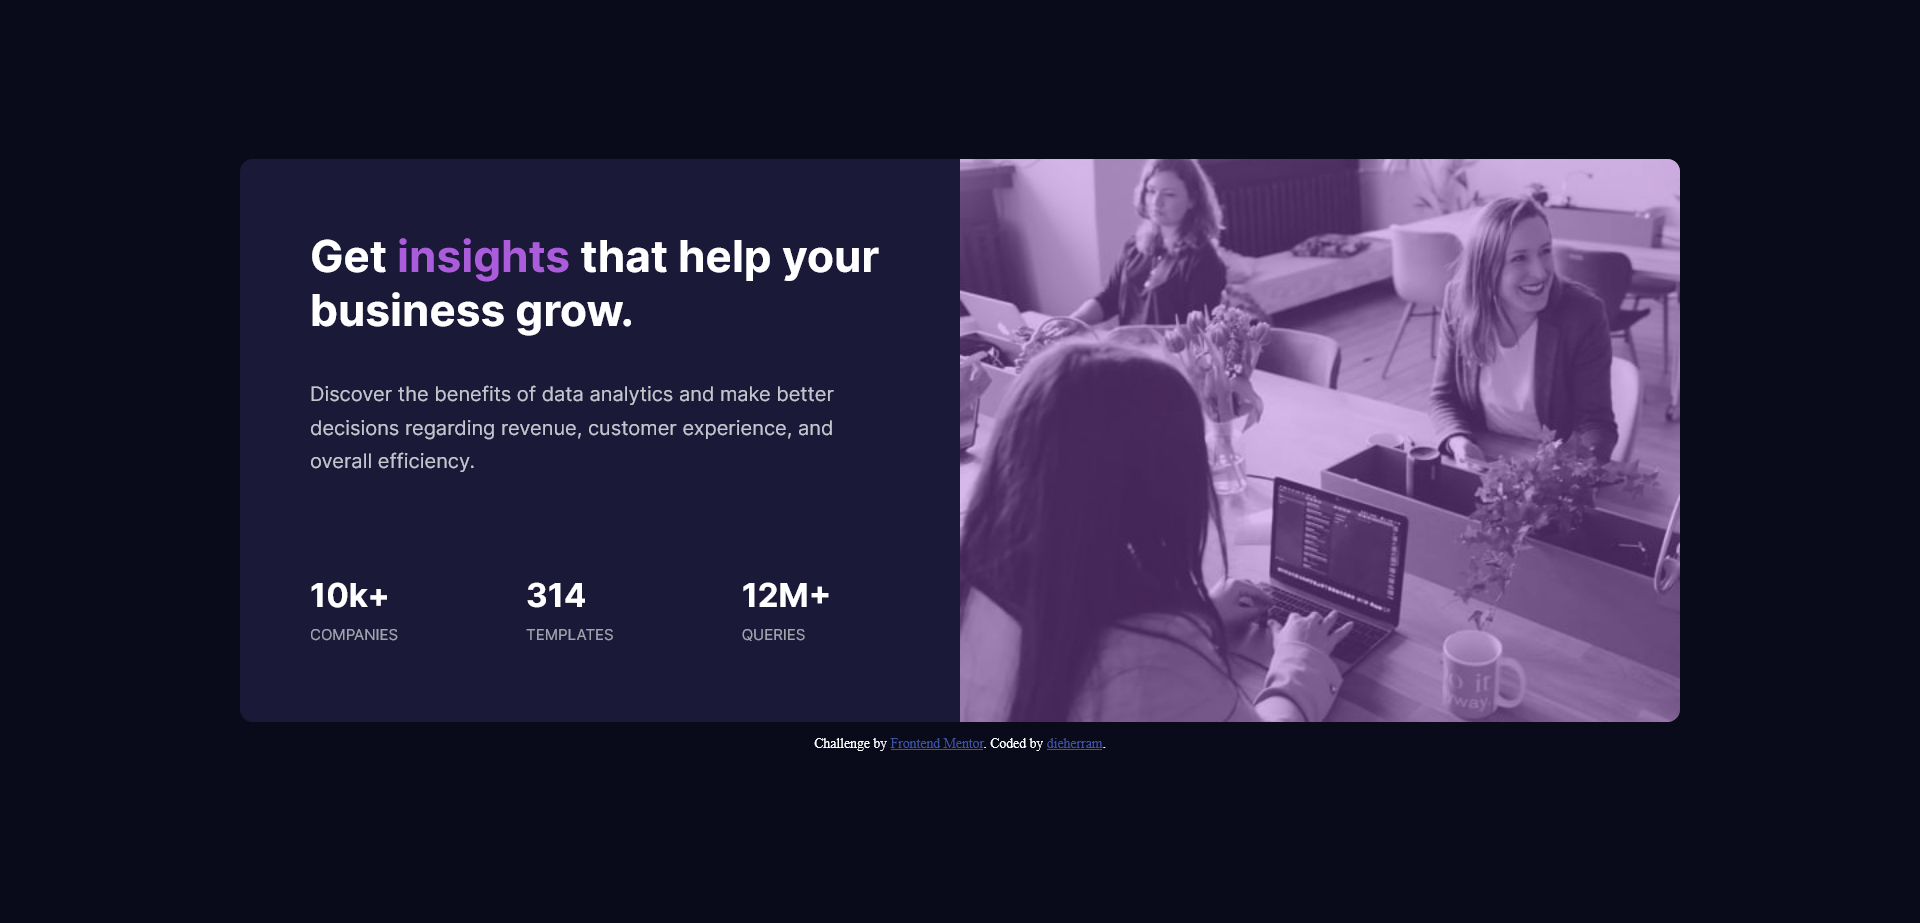 Get insights that help your
business grow.
Discover the benefits of data analytics and make better
decisions regarding revenue, customer experience, and
overall efficiency.
10k+
314
12M+
COMPANIES
TEMPLATES
QUERIES
Challenge by Frontend Mentor. Coded by dieherram.